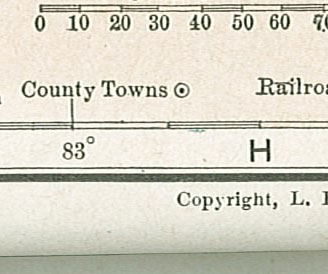 0 10 20 30 40 50 60
County Towns
83°
H
Copyright, L.